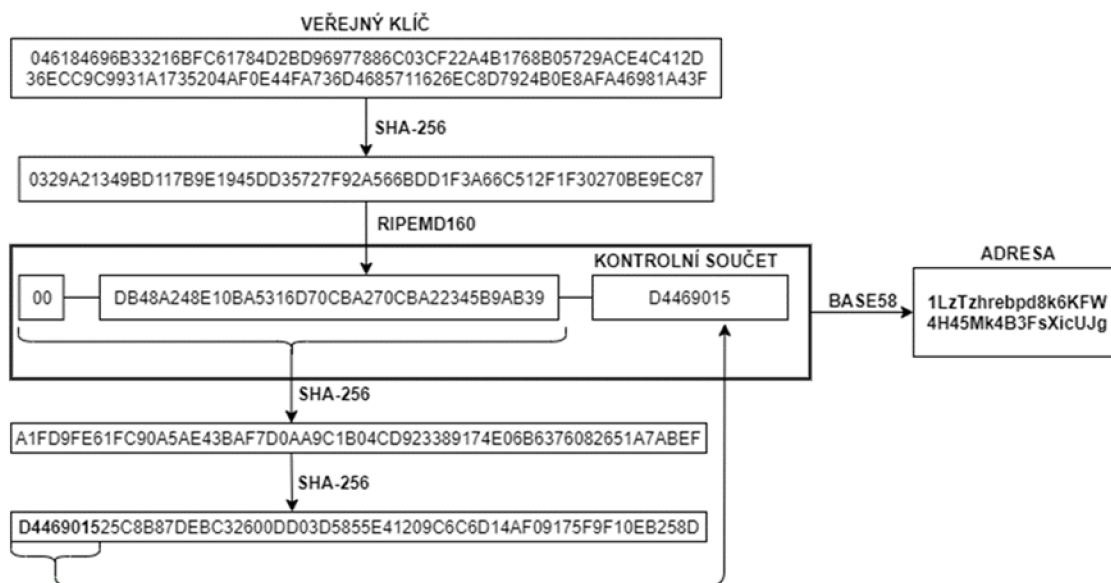 VEŘEJNÝ KLÍČ
046184696B33216BFC61784D2BD96977886C03CF22A4B1768B05729ACE4C412D
36ECC9C9931A1735204AF0E44FA736D4685711626EC8D7924B0E8AFA46981A43F
SHA-256
0329A21349BD117B9E1945DD35727F92A566BDD1F3A66C512F1F30270BE9EC87
RIPEMD160
KONTROLNÍ SOUČET
00
DB48A248E10BA5316D70CBA270CBA22345B9AB39
D4469015
BASE58
ADRESA
1LzTzhrebpd8k6KFW
4H45Mk4B3FsXicUJg
SHA-256
A1FD9FE61FC90A5AE43BAF7D0AA9C1B04CD923389174E06B6376082651A7ABEF
SHA-256
D446901525C8B87DEBC32600DD03D5855E41209C6C6D14AF09175F9F10EB258D